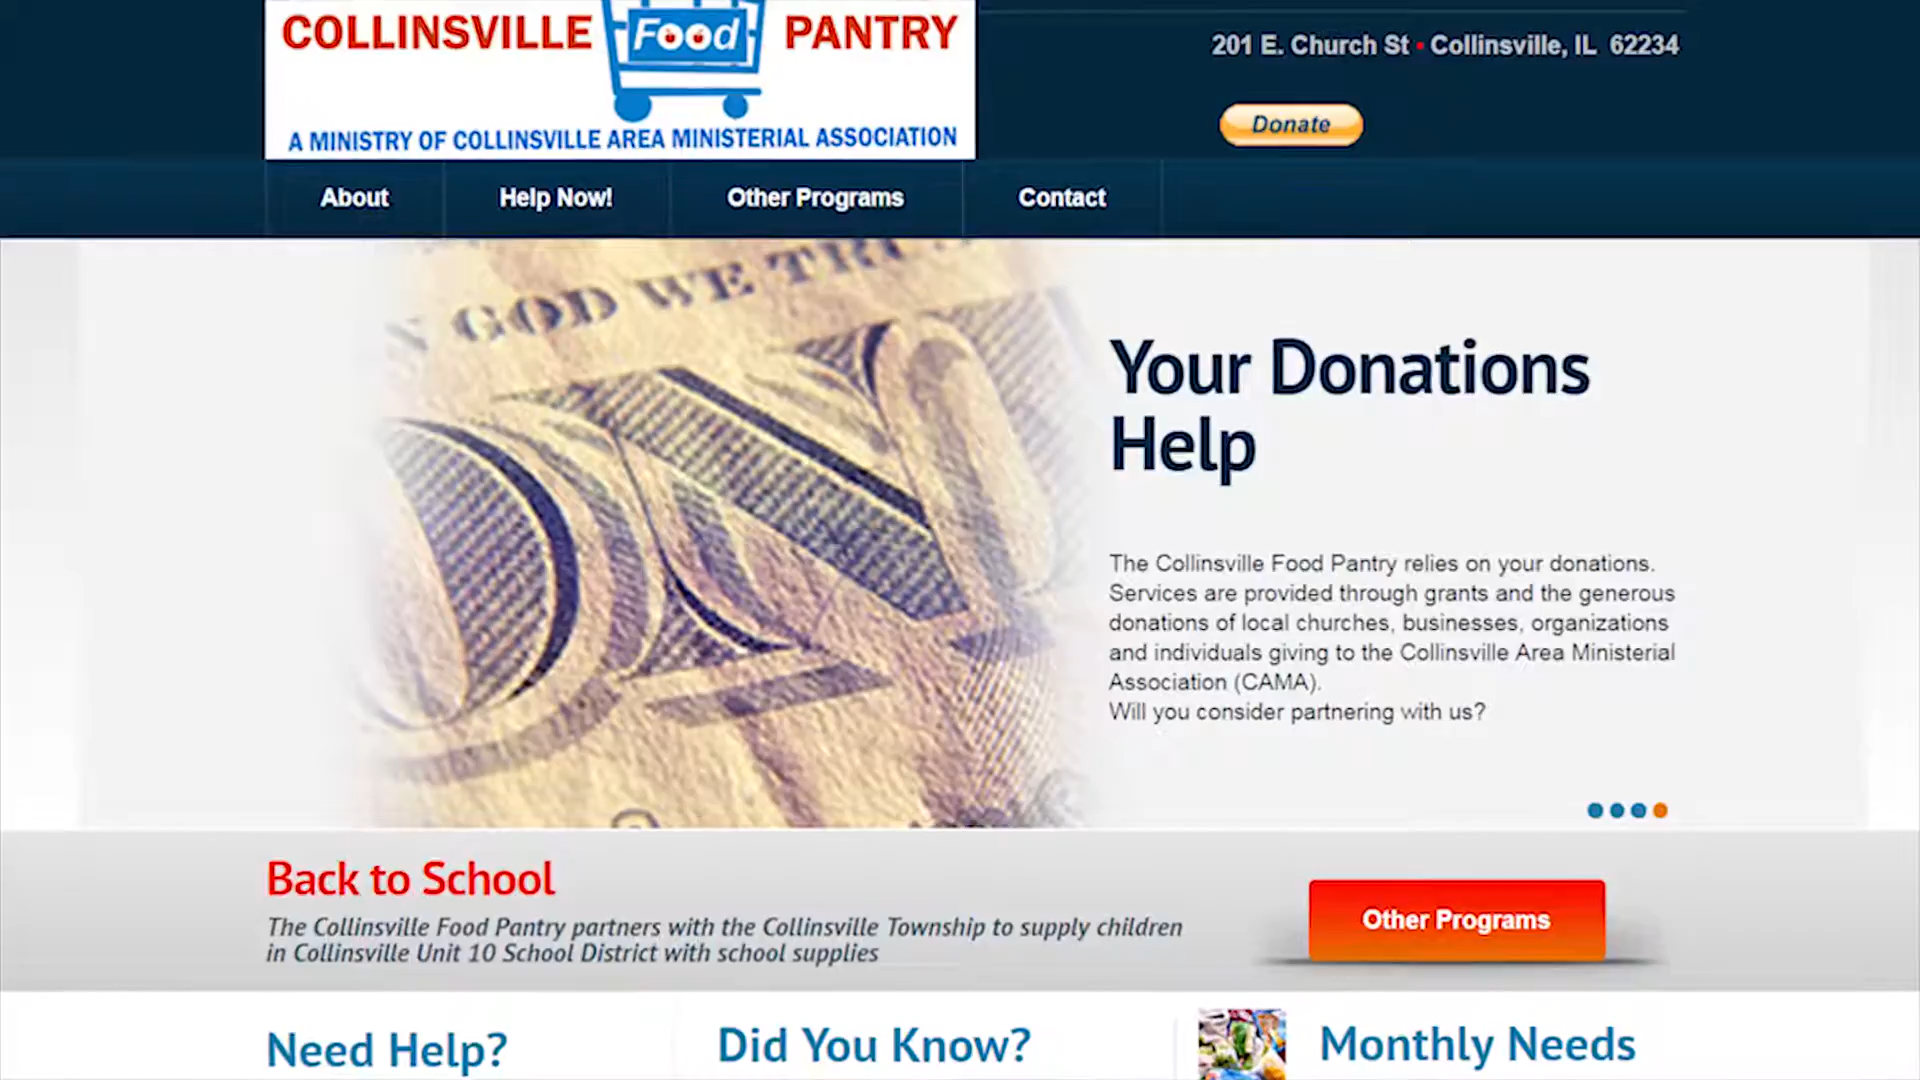 COLLINSVILLE Food PANTRY
A MINISTRY OF COLLINSVILLE AREA MINISTERIAL ASSOCIATION
201 E. Church St • Collinsville, IL 62234
Donate
About Help Now! Other Programs Contact
GOD WE
Your Donations
Help
The Collinsville Food Pantry relies on your donations.
Services are provided through grants and the generous
donations of local churches, businesses, organizations
and individuals giving to the Collinsville Area Ministerial
Association (CAMA).
Will you consider partnering with us?
Back to School
The Collinsville Food Pantry partners with the Collinsville Township to supply children
in Collinsville Unit 10 School District with school supplies
Other Programs
Need Help?
Did You Know?
Monthly Needs